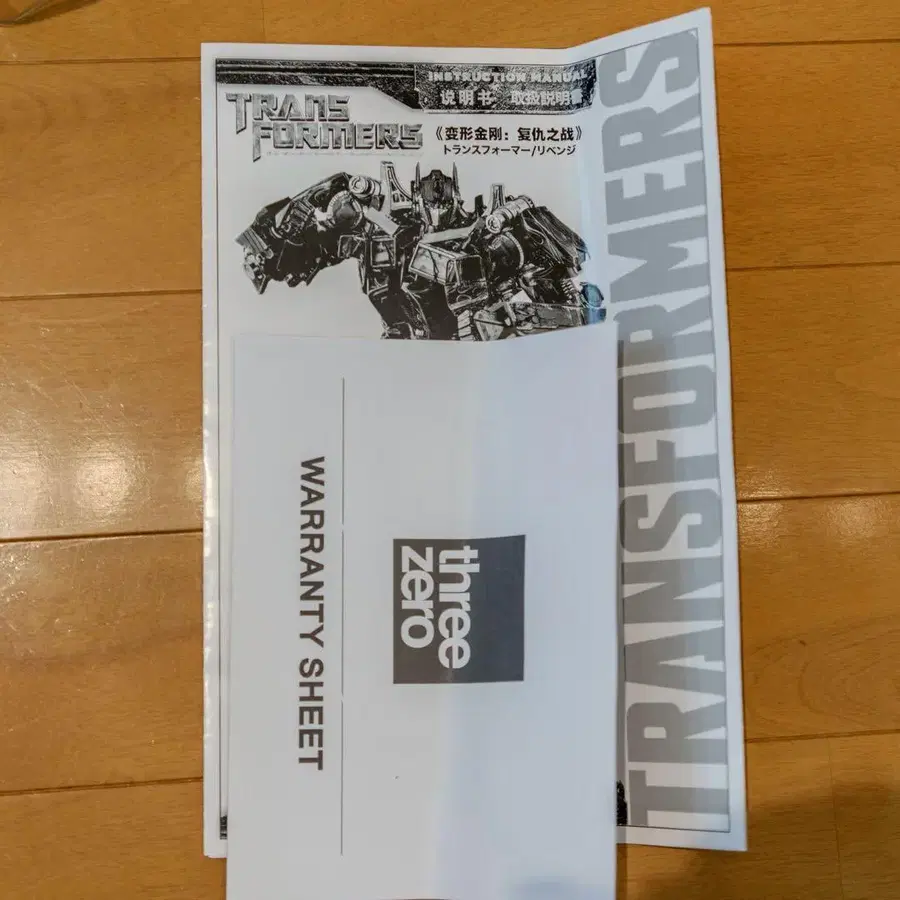 INSTRUCTION MANUAL
说明书 取扱説明書
TRANS
FORMERS
《变形金刚：复仇之战》
トランスフォーマー/リベンジ
TRANSFORMERS
three
zero
WARRANTY SHEET